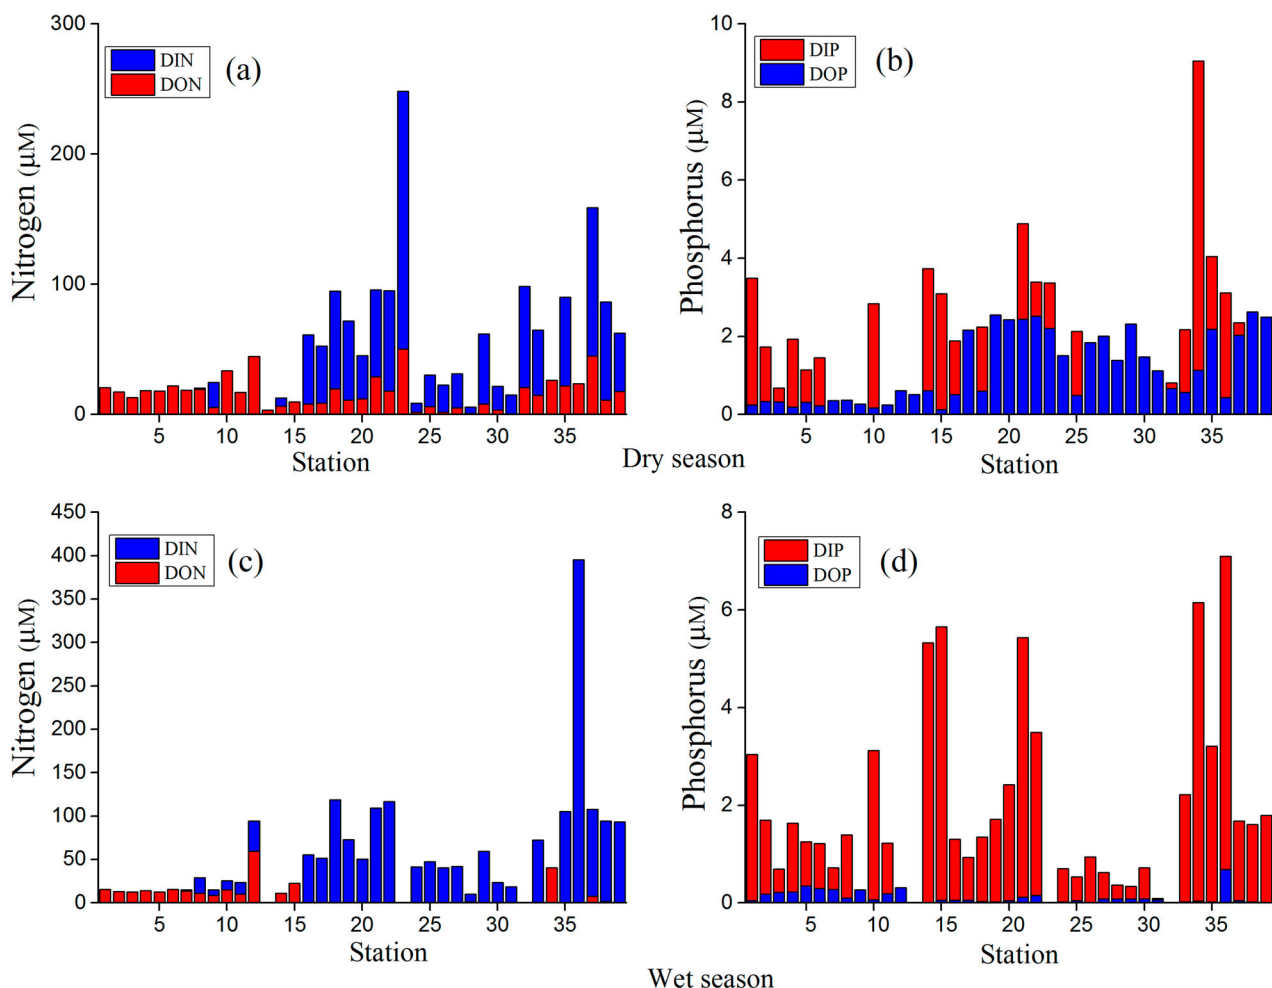 300
200
100
0
Nitrogen (μM)
DIN
DON
(a)
5 10 15 20 25 30 35
Station
10
8
6
4
2
0
Phosphorus (μM)
DIP
DOP
(b)
5 10 15 20 25 30 35
Station
Dry season
450
400
350
300
250
200
150
100
50
0
Nitrogen (μM)
DIN
DON
(c)
5 10 15 20 25 30 35
Station
8
6
4
2
0
Phosphorus (μM)
DIP
DOP
(d)
5 10 15 20 25 30 35
Station
Wet season